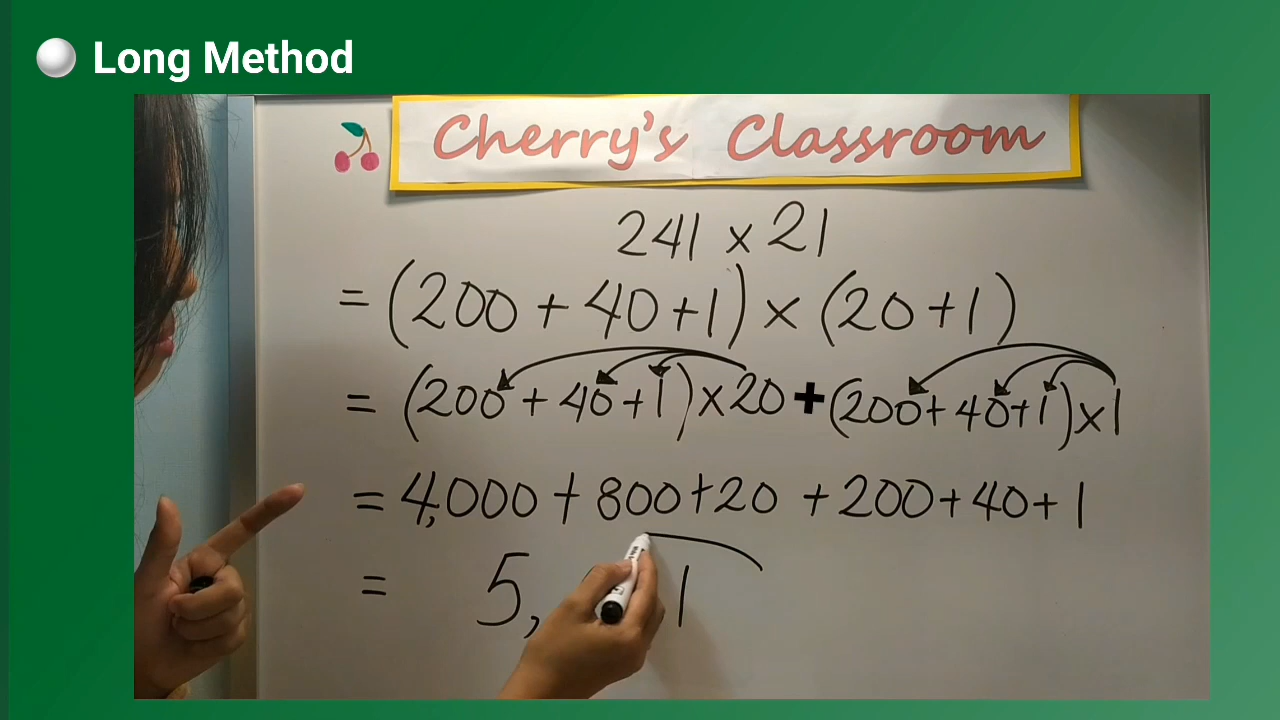 Long Method
Cherry's Classroom
241 × 21
= (200 + 40 + 1) × (20 + 1)
= (200 + 40 + 1) × 20 + (200 + 40 + 1) × 1
= 4,000 + 800 + 20 + 200 + 40 + 1
= 5, 1